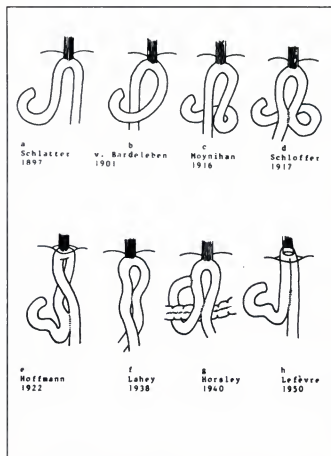 a b c d
Schlatter v. Bardeleben Moynihan Schloffer
1897 1901 1916 1917
e f g h
Hoffmann Lahey Horsley Lefèvre
1922 1938 1940 1950